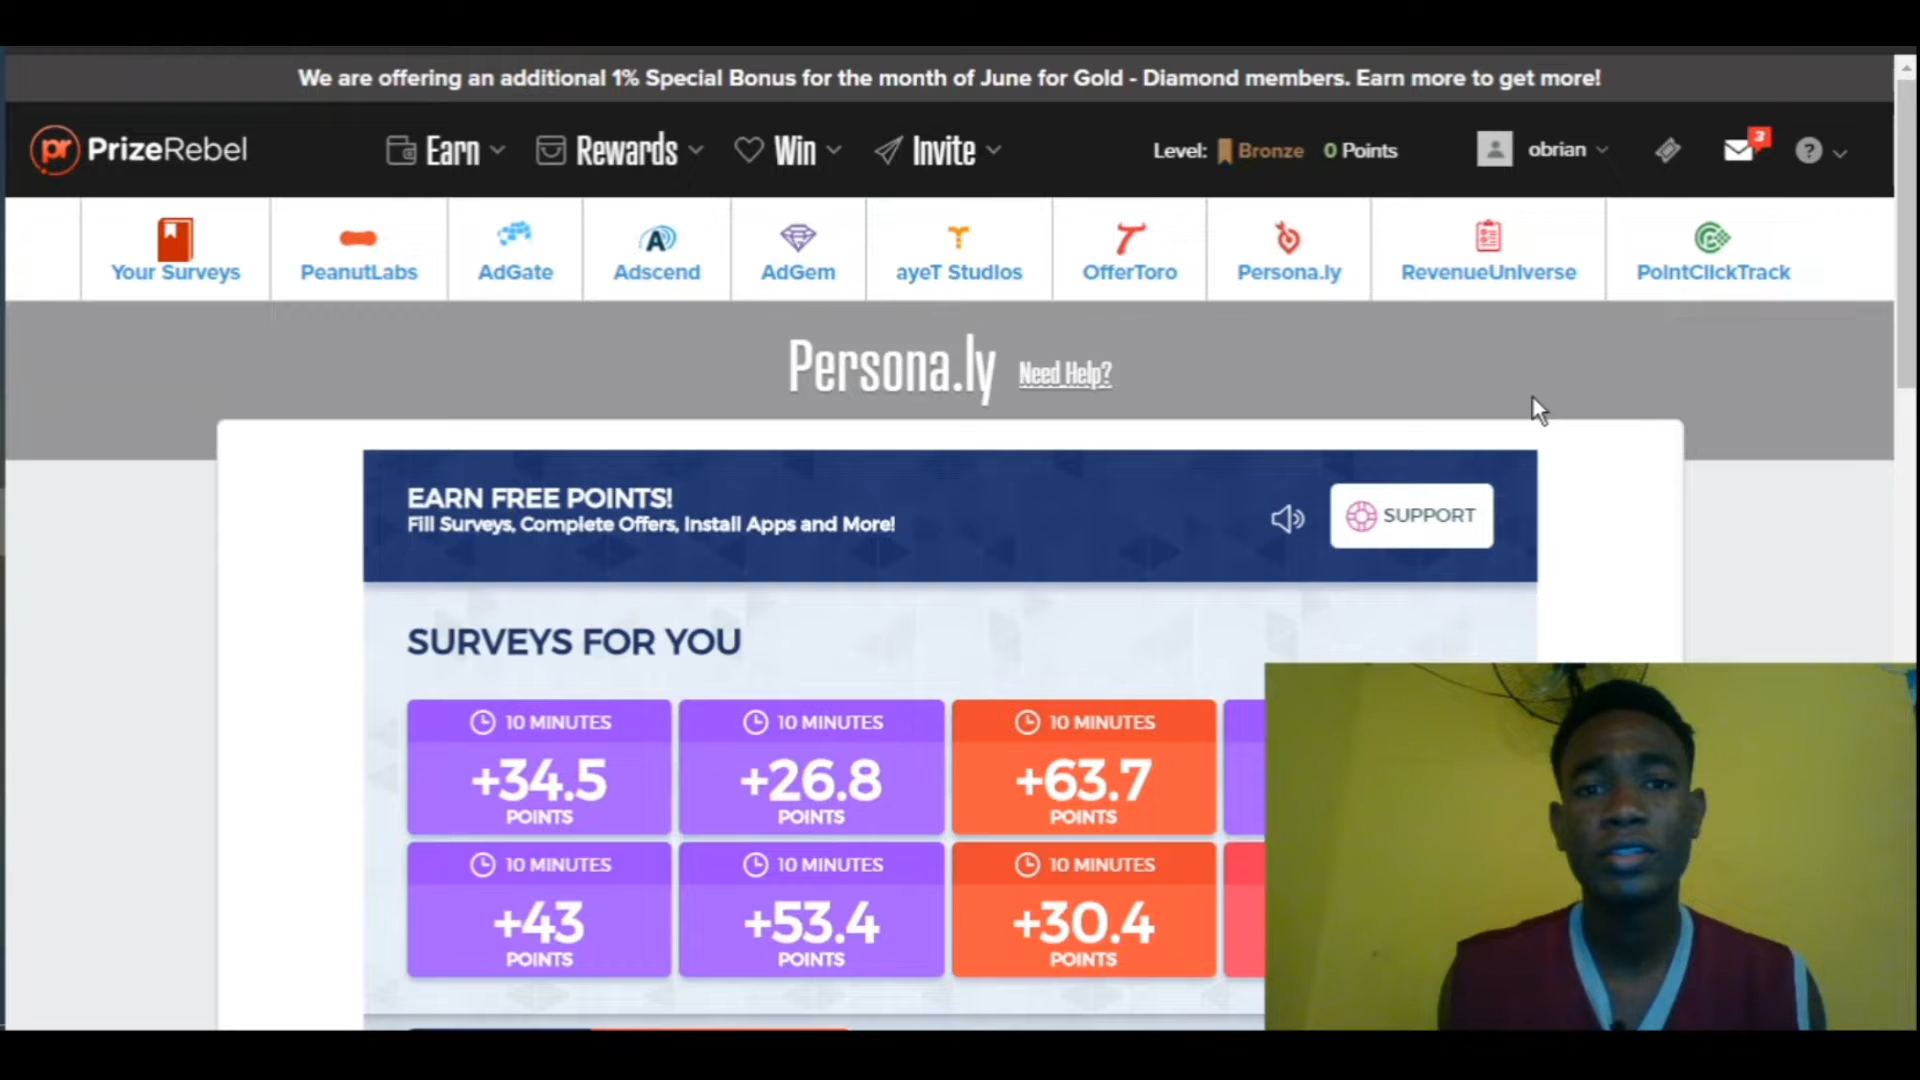 We are offering an additional 1% Special Bonus for the month of June for Gold - Diamond members. Earn more to get more!
pr PrizeRebel Earn Rewards Win Invite Level: Bronze 0 Points obrian 3 ?
Your Surveys PeanutLabs AdGate Adscend AdGem ayeT Studios OfferToro Persona.ly RevenueUniverse PointClickTrack
Persona.ly Need Help?
EARN FREE POINTS!
Fill Surveys, Complete Offers, Install Apps and More!
SUPPORT
SURVEYS FOR YOU
10 MINUTES 10 MINUTES 10 MINUTES
+34.5 +26.8 +63.7
POINTS POINTS POINTS
10 MINUTES 10 MINUTES 10 MINUTES
+43 +53.4 +30.4
POINTS POINTS POINTS